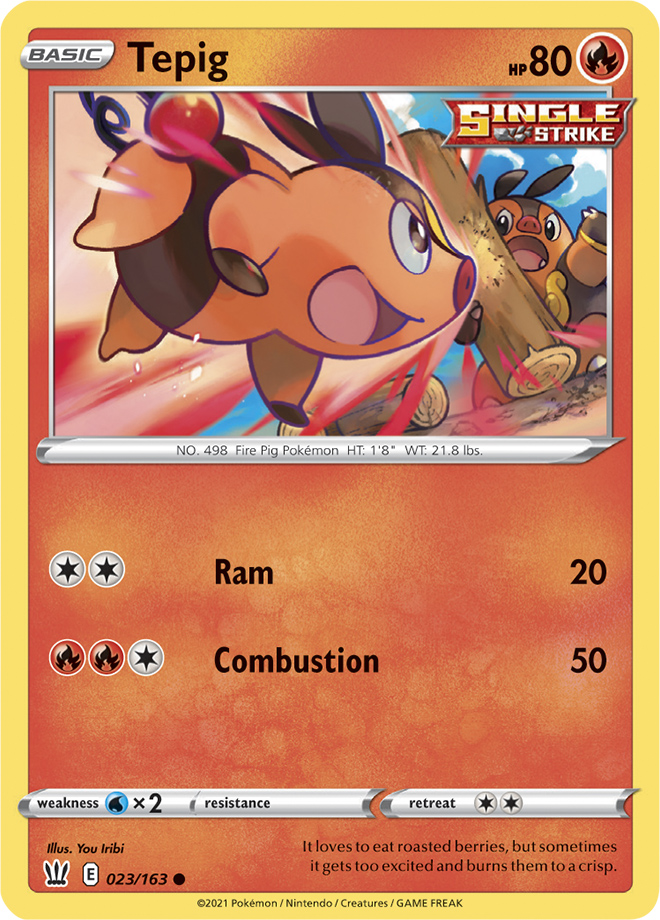 BASIC Tepig HP 80
SINGLE
STRIKE
NO. 498 Fire Pig Pokémon HT: 1'8" WT: 21.8 lbs.
Ram 20
Combustion 50
weakness ×2 resistance retreat
Illus. You Iribi
It loves to eat roasted berries, but sometimes
it gets too excited and burns them to a crisp.
E 023/163
©2021 Pokémon / Nintendo / Creatures / GAME FREAK